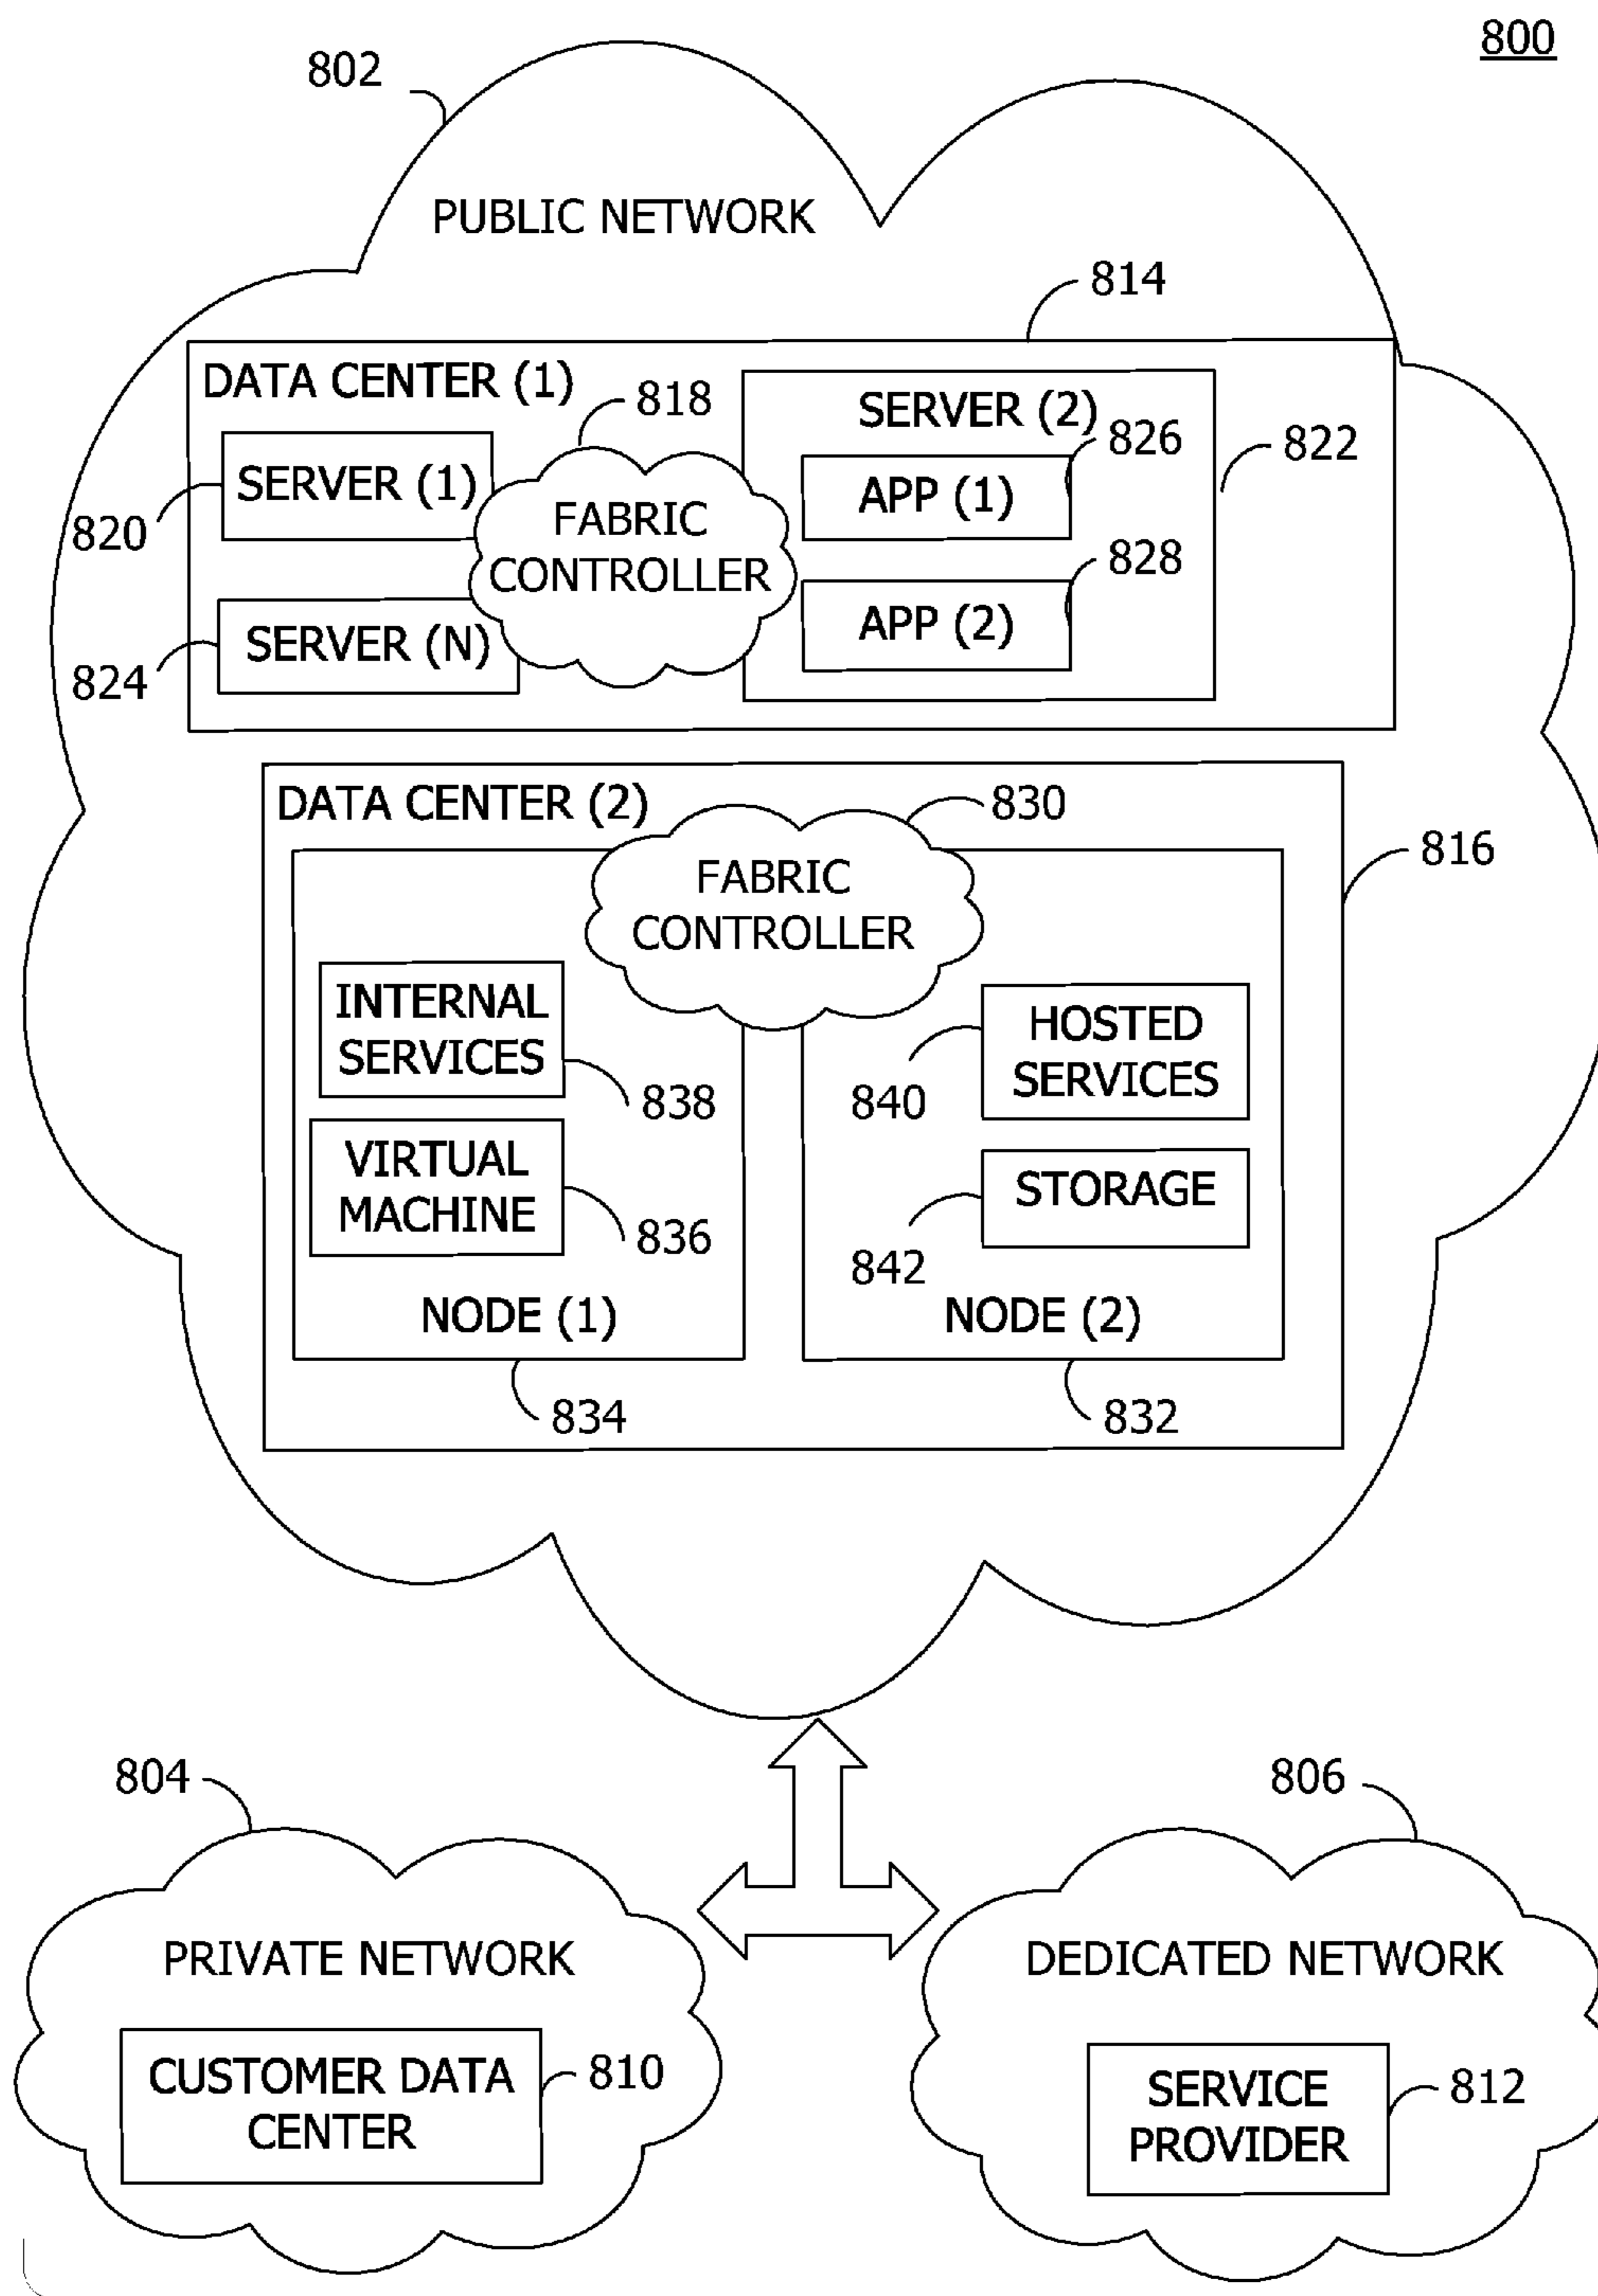 800
802
PUBLIC NETWORK
814
DATA CENTER (1)
818
SERVER (2)
826
822
SERVER (1)
APP (1)
820
FABRIC
CONTROLLER
828
SERVER (N)
APP (2)
824
DATA CENTER (2)
830
816
FABRIC
CONTROLLER
INTERNAL
SERVICES
838
HOSTED
SERVICES
840
VIRTUAL
MACHINE
836
STORAGE
842
NODE (1)
NODE (2)
834
832
804
806
PRIVATE NETWORK
DEDICATED NETWORK
CUSTOMER DATA
CENTER
810
SERVICE
PROVIDER
812